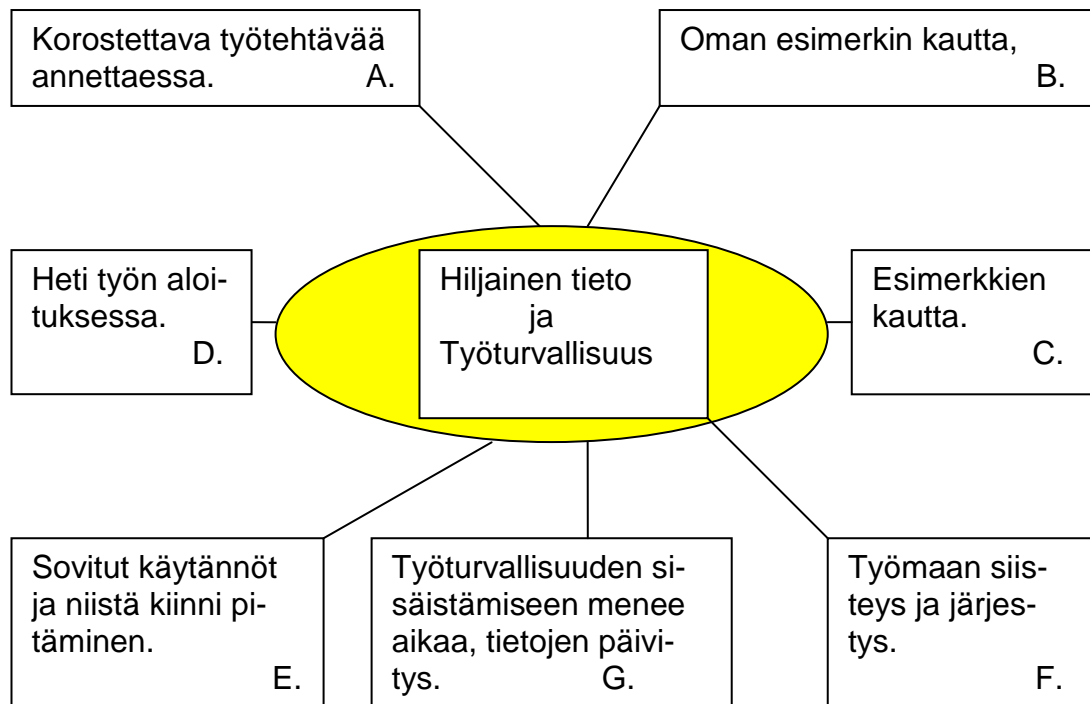 Korostettava työtehtävää
annettaessa. A.
Oman esimerkin kautta,
B.
Heti työn aloi-
tuksessa.
D.
Hiljainen tieto
ja
Työturvallisuus
Esimerkkien
kautta.
C.
Sovitut käytännöt
ja niistä kiinni pi-
täminen.
E.
Työturvallisuuden si-
säistämiseen menee
aikaa, tietojen päivi-
tys. G.
Työmaan siis-
teys ja järjes-
tys.
F.